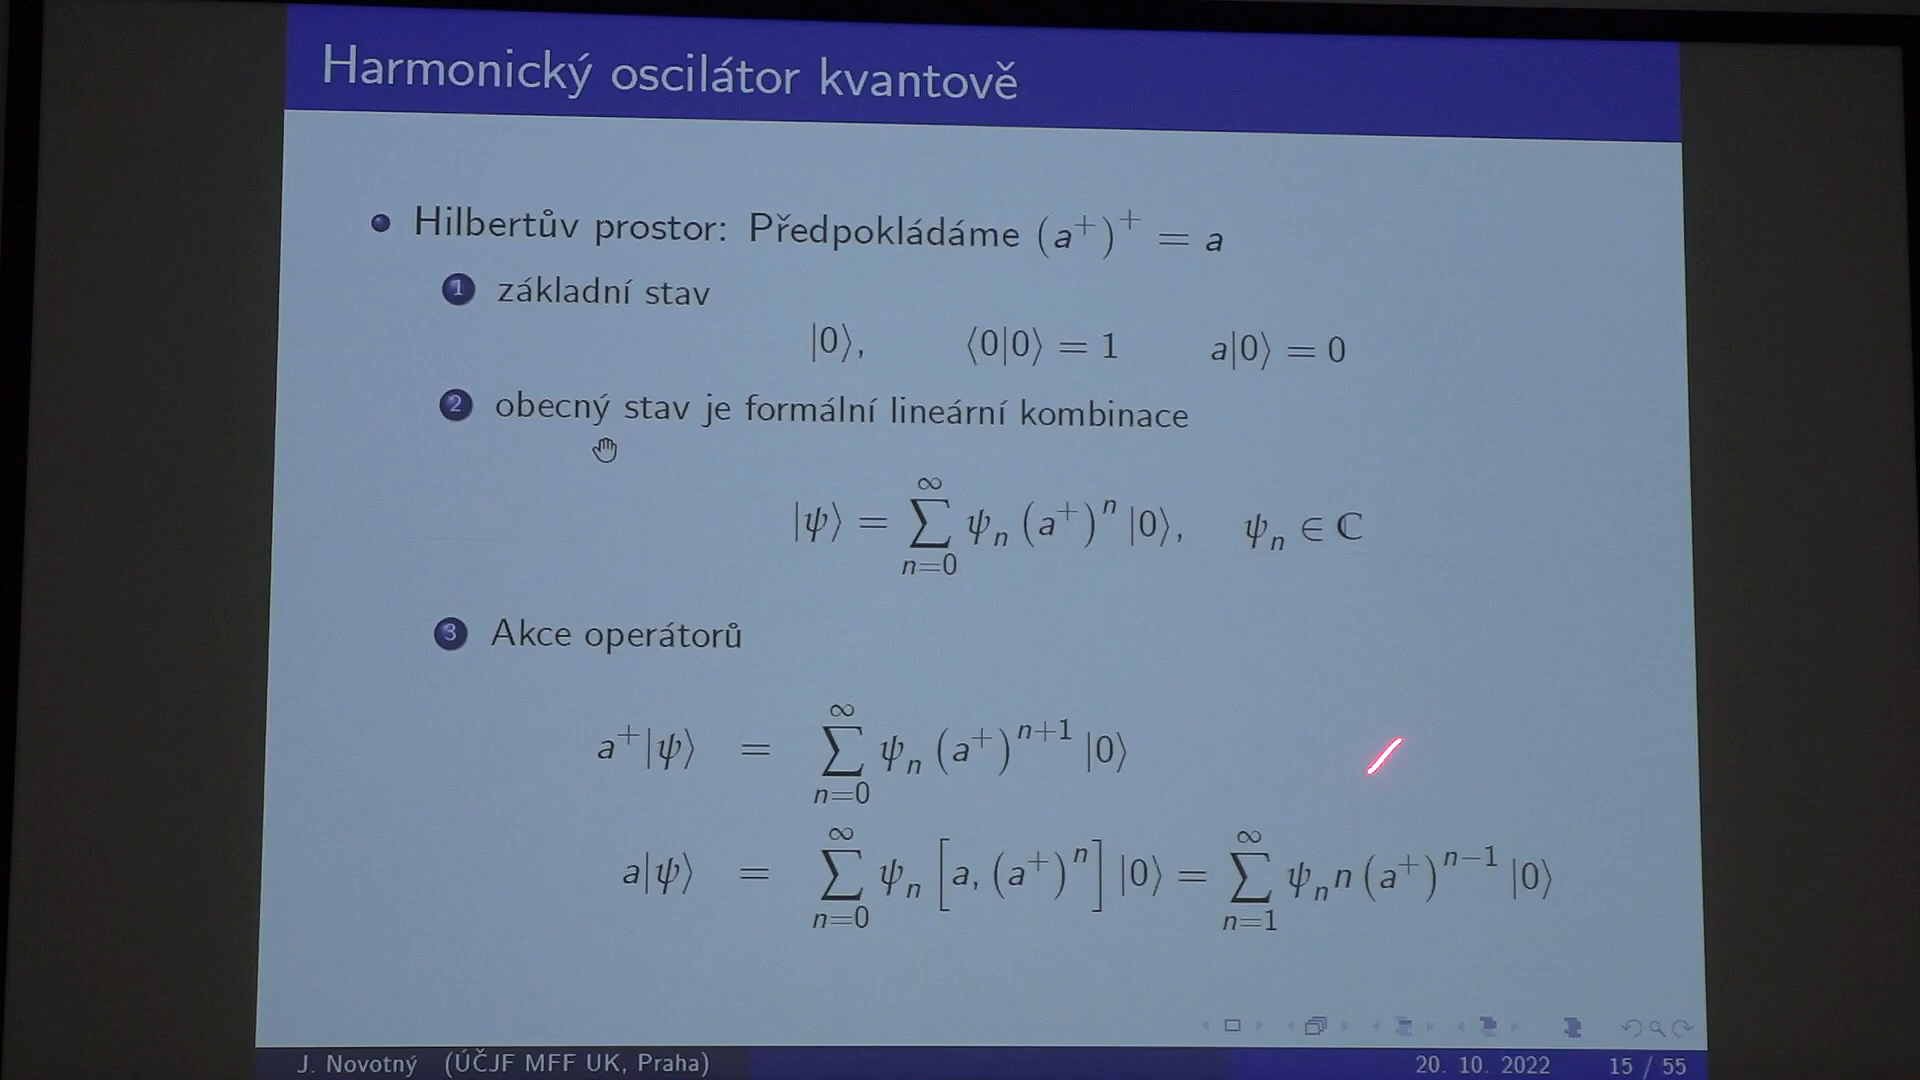 Harmonický oscilátor kvantově
Hilbertův prostor: Předpokládáme (a⁺)⁺ = a
1 základní stav
|0⟩, ⟨0|0⟩ = 1 a|0⟩ = 0
2 obecný stav je formální lineární kombinace
|ψ⟩ = ∑_{n=0}^{∞} ψ_n (a⁺)^n |0⟩, ψ_n ∈ ℂ
3 Akce operátorů
a⁺|ψ⟩ = ∑_{n=0}^{∞} ψ_n (a⁺)^{n+1} |0⟩
a|ψ⟩ = ∑_{n=0}^{∞} ψ_n [a, (a⁺)^n] |0⟩ = ∑_{n=1}^{∞} ψ_n n (a⁺)^{n−1} |0⟩
J. Novotný (ÚČJF MFF UK, Praha) 20. 10. 2022 15 / 55